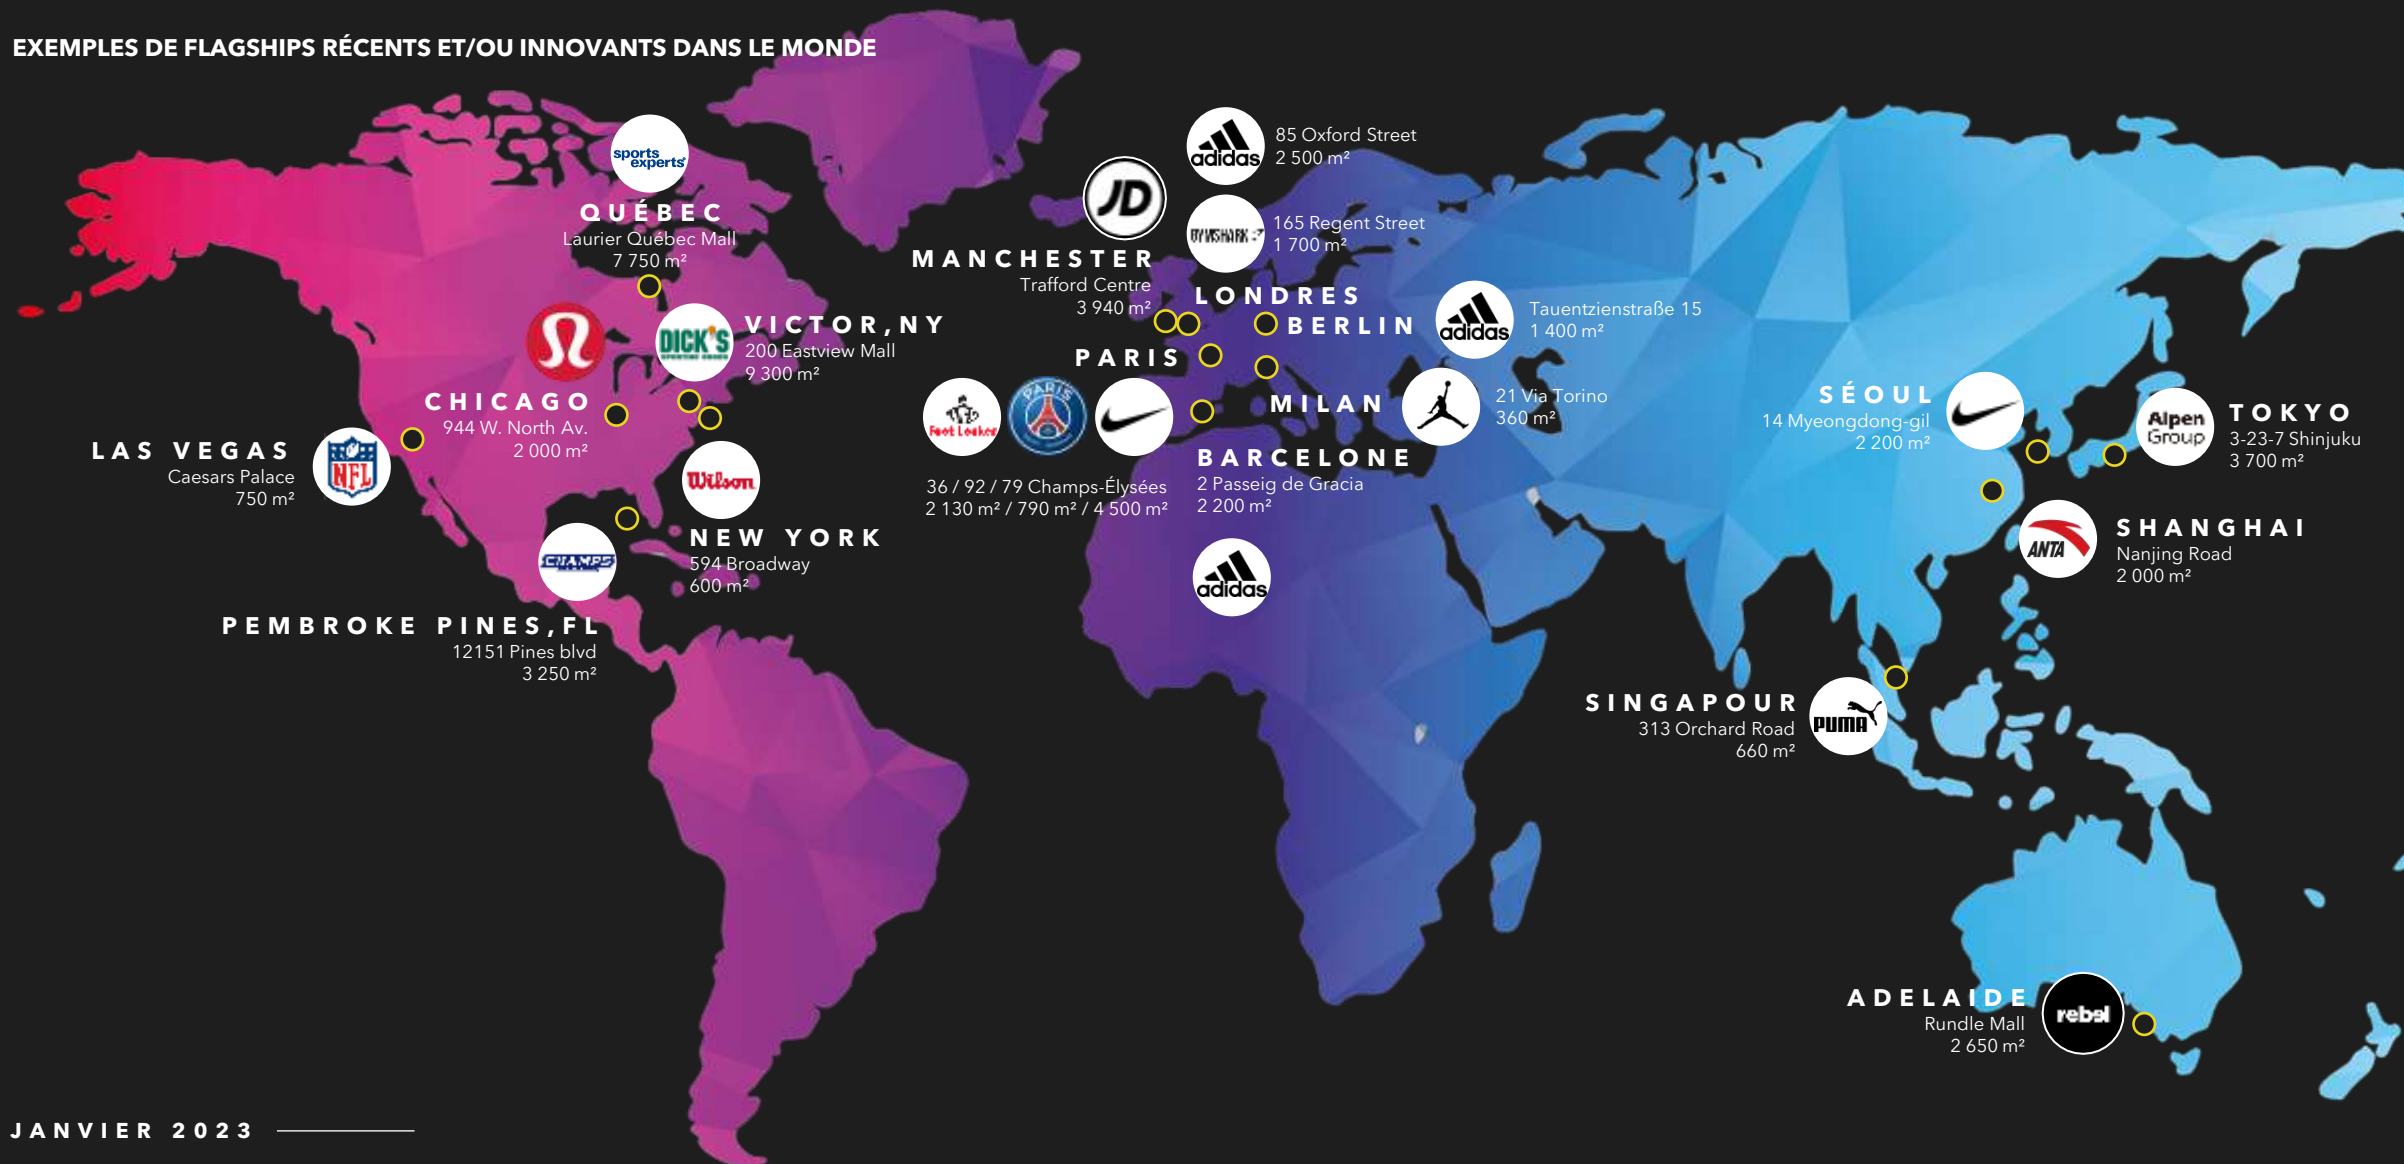 EXEMPLES DE FLAGSHIPS RÉCENTS ET/OU INNOVANTS DANS LE MONDE
sports
experts
QUÉBEC
Laurier Québec Mall
7 750 m²
DICK'S
SPORTING GOODS
VICTOR,NY
200 Eastview Mall
9 300 m²
CHICAGO
944 W. North Av.
2 000 m²
LAS VEGAS
Caesars Palace
750 m²
NFL
Wilson
NEW YORK
594 Broadway
600 m²
CHAMPS
PEMBROKE PINES,FL
12151 Pines blvd
3 250 m²
JD
MANCHESTER
Trafford Centre
3 940 m²
adidas
85 Oxford Street
2 500 m²
GYMSHARK
165 Regent Street
1 700 m²
LONDRES
BERLIN
adidas
Tauentzienstraße 15
1 400 m²
PARIS
Foot Locker
PARIS
36 / 92 / 79 Champs-Élysées
2 130 m² / 790 m² / 4 500 m²
MILAN
21 Via Torino
360 m²
BARCELONE
2 Passeig de Gracia
2 200 m²
adidas
SÉOUL
14 Myeongdong-gil
2 200 m²
Alpen
Group
TOKYO
3-23-7 Shinjuku
3 700 m²
ANTA
SHANGHAI
Nanjing Road
2 000 m²
SINGAPOUR
313 Orchard Road
660 m²
PUMA
ADELAIDE
Rundle Mall
2 650 m²
rebel
JANVIER 2023